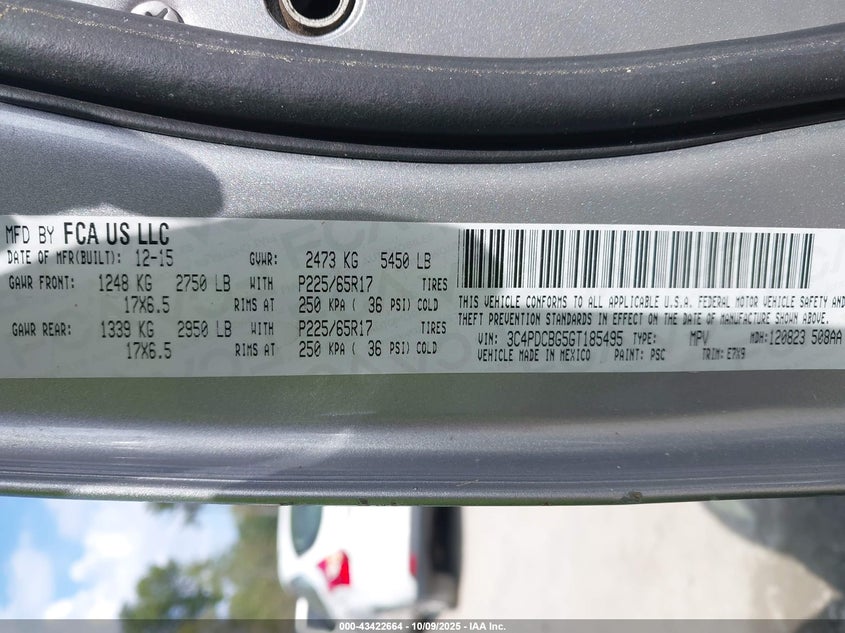 MFD BY FCA US LLC
DATE OF MFR(BUILT): 12-15 GVWR: 2473 KG 5450 LB
GAWR FRONT: 1248 KG 2750 LB WITH P225/65R17 TIRES
17X6.5 RIMS AT 250 KPA ( 36 PSI) COLD
GAWR REAR: 1339 KG 2950 LB WITH P225/65R17 TIRES
17X6.5 RIMS AT 250 KPA ( 36 PSI) COLD
THIS VEHICLE CONFORMS TO ALL APPLICABLE U.S.A. FEDERAL MOTOR VEHICLE SAFETY AND
THEFT PREVENTION STANDARDS IN EFFECT ON THE DATE OF MANUFACTURE SHOWN ABOVE.
VIN: 3C4PDCBG5GT185495 TYPE: MPV MDH: 120823 508AA
VEHICLE MADE IN MEXICO PAINT: PSC TRIM: E7X9
000-43422664 - 10/09/2025 - IAA Inc.